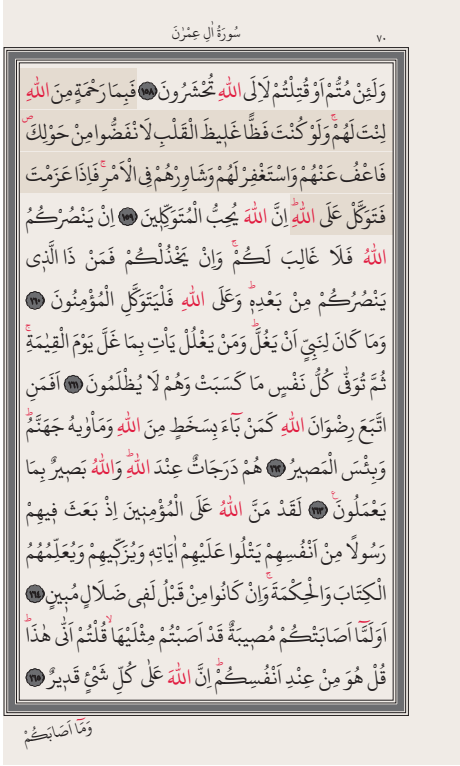 سُورَةُ اٰلِ عِمْرٰنَ
٧٠
وَلَئِنْ مُتُّمْ اَوْ قُتِلْتُمْ لَاِلَى اللّٰهِ تُحْشَرُونَ ﴿١٥٨﴾ فَبِمَا رَحْمَةٍ مِنَ اللّٰهِ
لِنْتَ لَهُمْۚ وَلَوْ كُنْتَ فَظًّا غَلٖيظَ الْقَلْبِ لَانْفَضُّوا مِنْ حَوْلِكَۖ
فَاعْفُ عَنْهُمْ وَاسْتَغْفِرْ لَهُمْ وَشَاوِرْهُمْ فِى الْاَمْرِۚ فَاِذَا عَزَمْتَ
فَتَوَكَّلْ عَلَى اللّٰهِؕ اِنَّ اللّٰهَ يُحِبُّ الْمُتَوَكِّلٖينَ ﴿١٥٩﴾ اِنْ يَنْصُرْكُمُ
اللّٰهُ فَلَا غَالِبَ لَكُمْۚ وَاِنْ يَخْذُلْكُمْ فَمَنْ ذَا الَّذٖى
يَنْصُرُكُمْ مِنْ بَعْدِهٖؕ وَعَلَى اللّٰهِ فَلْيَتَوَكَّلِ الْمُؤْمِنُونَ ﴿١٦٠﴾
وَمَا كَانَ لِنَبِىٍّ اَنْ يَغُلَّؕ وَمَنْ يَغْلُلْ يَاْتِ بِمَا غَلَّ يَوْمَ الْقِيٰمَةِۚ
ثُمَّ تُوَفّٰى كُلُّ نَفْسٍ مَا كَسَبَتْ وَهُمْ لَا يُظْلَمُونَ ﴿١٦١﴾ اَفَمَنِ
اتَّبَعَ رِضْوَانَ اللّٰهِ كَمَنْ بَٓاءَ بِسَخَطٍ مِنَ اللّٰهِ وَمَاْوٰيهُ جَهَنَّمُؕ
وَبِئْسَ الْمَصٖيرُ ﴿١٦٢﴾ هُمْ دَرَجَاتٌ عِنْدَ اللّٰهِؕ وَاللّٰهُ بَصٖيرٌ بِمَا
يَعْمَلُونَ ﴿١٦٣﴾ لَقَدْ مَنَّ اللّٰهُ عَلَى الْمُؤْمِنٖينَ اِذْ بَعَثَ فٖيهِمْ
رَسُولًا مِنْ اَنْفُسِهِمْ يَتْلُوا عَلَيْهِمْ اٰيَاتِهٖ وَيُزَكّٖيهِمْ وَيُعَلِّمُهُمُ
الْكِتَابَ وَالْحِكْمَةَۚ وَاِنْ كَانُوا مِنْ قَبْلُ لَفٖى ضَلَالٍ مُبٖينٍ ﴿١٦٤﴾
اَوَلَمَّٓا اَصَابَتْكُمْ مُصٖيبَةٌ قَدْ اَصَبْتُمْ مِثْلَيْهَاۙ قُلْتُمْ اَنّٰى هٰذَاؕ
قُلْ هُوَ مِنْ عِنْدِ اَنْفُسِكُمْؕ اِنَّ اللّٰهَ عَلٰى كُلِّ شَیْءٍ قَدٖيرٌ ﴿١٦٥﴾
وَمَٓا اَصَابَكُمْ